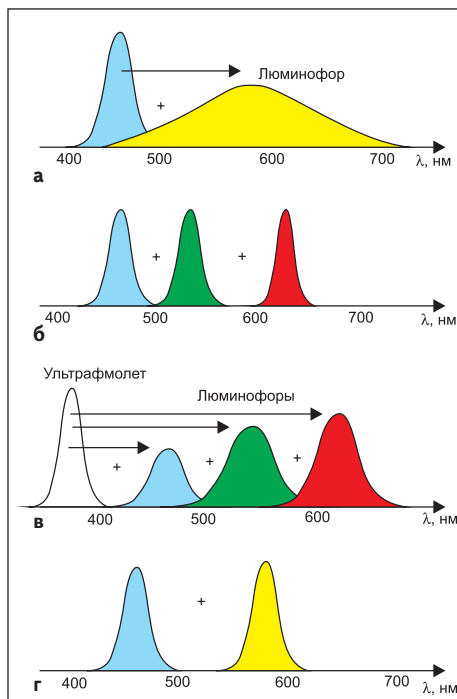 Люминофор
+
400 500 600 700 λ, нм
а
+ +
400 500 600 700 λ, нм
б
Ультрафмолет
Люминофоры
+ + +
400 500 600 λ, нм
в
+
400 500 600 700 λ, нм
г